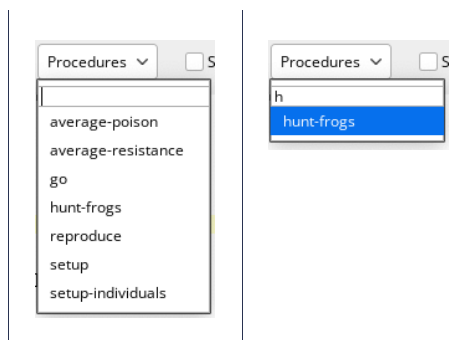 Procedures
S
average-poison
average-resistance
go
hunt-frogs
reproduce
setup
setup-individuals
Procedures
S
h
hunt-frogs